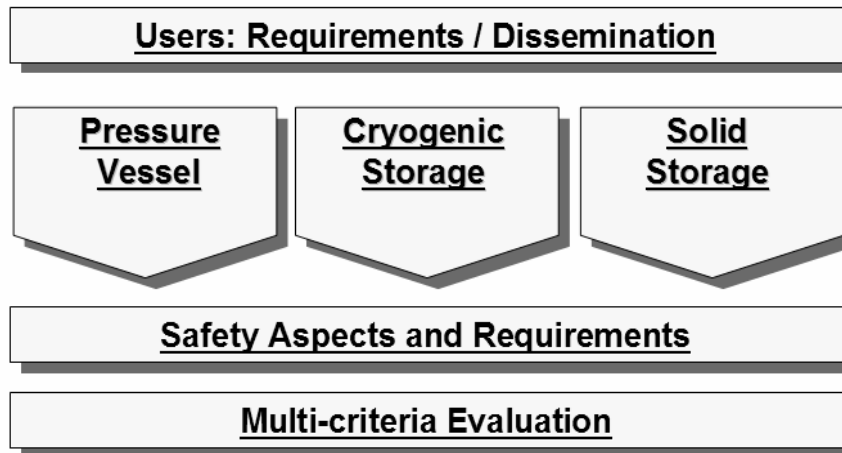 Users: Requirements / Dissemination
Pressure
Vessel
Cryogenic
Storage
Solid
Storage
Safety Aspects and Requirements
Multi-criteria Evaluation